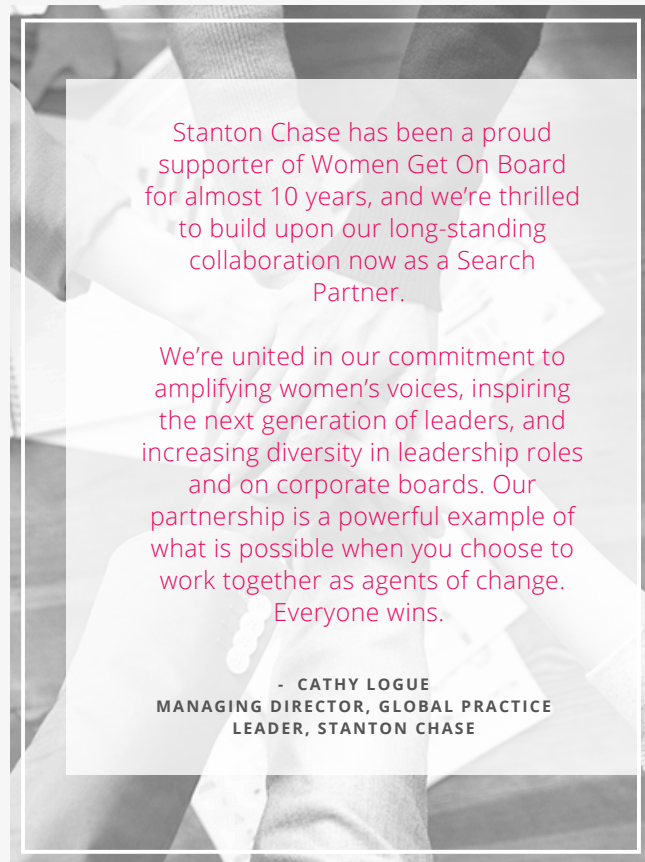 Stanton Chase has been a proud
supporter of Women Get On Board
for almost 10 years, and we’re thrilled
to build upon our long-standing
collaboration now as a Search
Partner.
We’re united in our commitment to
amplifying women’s voices, inspiring
the next generation of leaders, and
increasing diversity in leadership roles
and on corporate boards. Our
partnership is a powerful example of
what is possible when you choose to
work together as agents of change.
Everyone wins.
- CATHY LOGUE
MANAGING DIRECTOR, GLOBAL PRACTICE
LEADER, STANTON CHASE